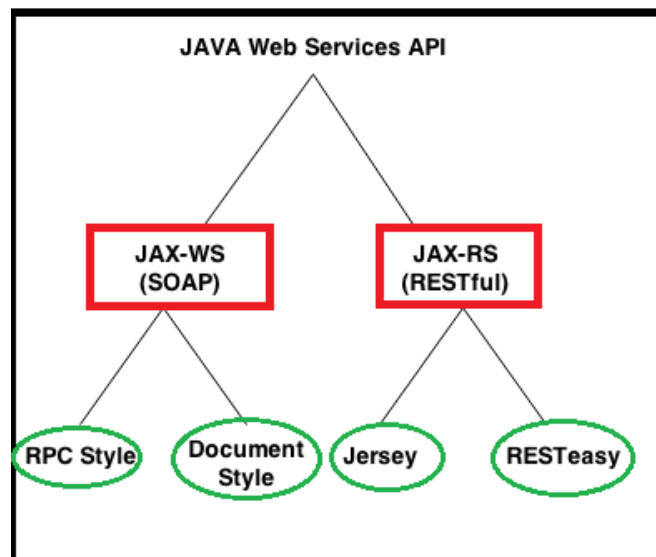 JAVA Web Services API
JAX-WS
(SOAP)
JAX-RS
(RESTful)
RPC Style
Document
Style
Jersey
RESTeasy